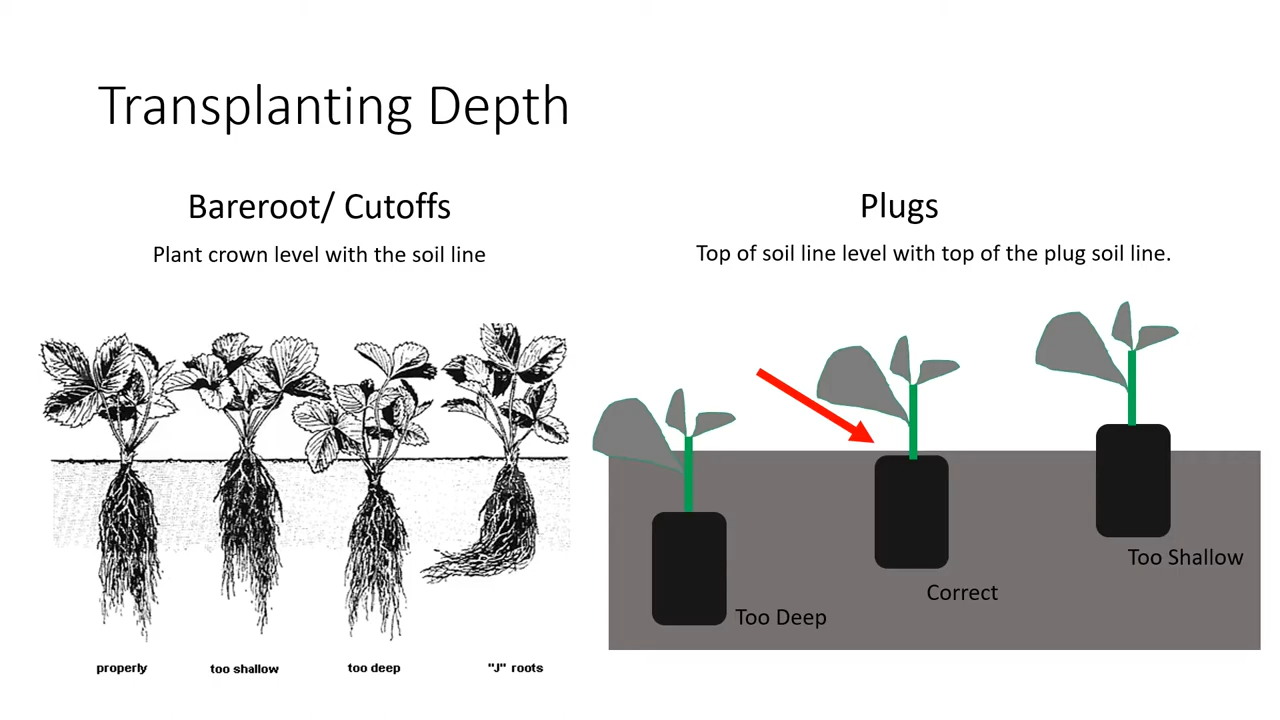 Transplanting Depth
Bareroot/ Cutoffs
Plant crown level with the soil line
properly
too shallow
too deep
"J" roots
Plugs
Top of soil line level with top of the plug soil line.
Too Deep
Correct
Too Shallow